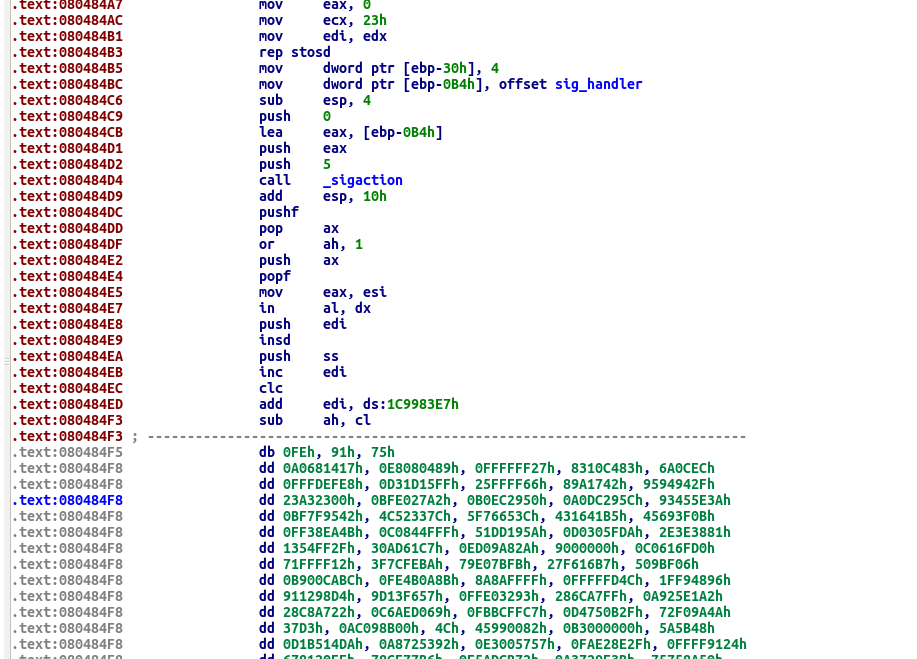 .text:080484A7 mov eax, 0
.text:080484AC mov ecx, 23h
.text:080484B1 mov edi, edx
.text:080484B3 rep stosd
.text:080484B5 mov dword ptr [ebp-30h], 4
.text:080484BC mov dword ptr [ebp-0B4h], offset sig_handler
.text:080484C6 sub esp, 4
.text:080484C9 push 0
.text:080484CB lea eax, [ebp-0B4h]
.text:080484D1 push eax
.text:080484D2 push 5
.text:080484D4 call _sigaction
.text:080484D9 add esp, 10h
.text:080484DC pushf
.text:080484DD pop ax
.text:080484DF or ah, 1
.text:080484E2 push ax
.text:080484E4 popf
.text:080484E5 mov eax, esi
.text:080484E7 in al, dx
.text:080484E8 push edi
.text:080484E9 insd
.text:080484EA push ss
.text:080484EB inc edi
.text:080484EC clc
.text:080484ED add edi, ds:1C9983E7h
.text:080484F3 sub ah, cl
.text:080484F3 ; ---------------------------------------------------------------------------
.text:080484F5 db 0FEh, 91h, 75h
.text:080484F8 dd 0A0681417h, 0E8080489h, 0FFFFFF27h, 8310C483h, 6A0CECh
.text:080484F8 dd 0FFFDEFE8h, 0D31D15FFh, 25FFFF66h, 89A1742h, 9594942Fh
.text:080484F8 dd 23A32300h, 0BFE027A2h, 0B0EC2950h, 0A0DC295Ch, 93455E3Ah
.text:080484F8 dd 0BF7F9542h, 4C52337Ch, 5F76653Ch, 431641B5h, 45693F0Bh
.text:080484F8 dd 0FF38EA4Bh, 0C0844FFFh, 51DD195Ah, 0D0305FDAh, 2E3E3881h
.text:080484F8 dd 1354FF2Fh, 30AD61C7h, 0ED09A82Ah, 9000000h, 0C0616FD0h
.text:080484F8 dd 71FFFF12h, 3F7CFEBAh, 79E07BFBh, 27F616B7h, 509BF06h
.text:080484F8 dd 0B900CABCh, 0FE4B0A8Bh, 8A8AFFFFh, 0FFFFFD4Ch, 1FF94896h
.text:080484F8 dd 911298D4h, 9D13F657h, 0FFE03293h, 286CA7FFh, 0A925E1A2h
.text:080484F8 dd 28C8A722h, 0C6AED069h, 0FBBCFFC7h, 0D4750B2Fh, 72F09A4Ah
.text:080484F8 dd 37D3h, 0AC098B00h, 4Ch, 45990082h, 0B3000000h, 5A5B48h
.text:080484F8 dd 0D1B514DAh, 0A8725392h, 0E3005757h, 0FAE28E2Fh, 0FFFF9124h